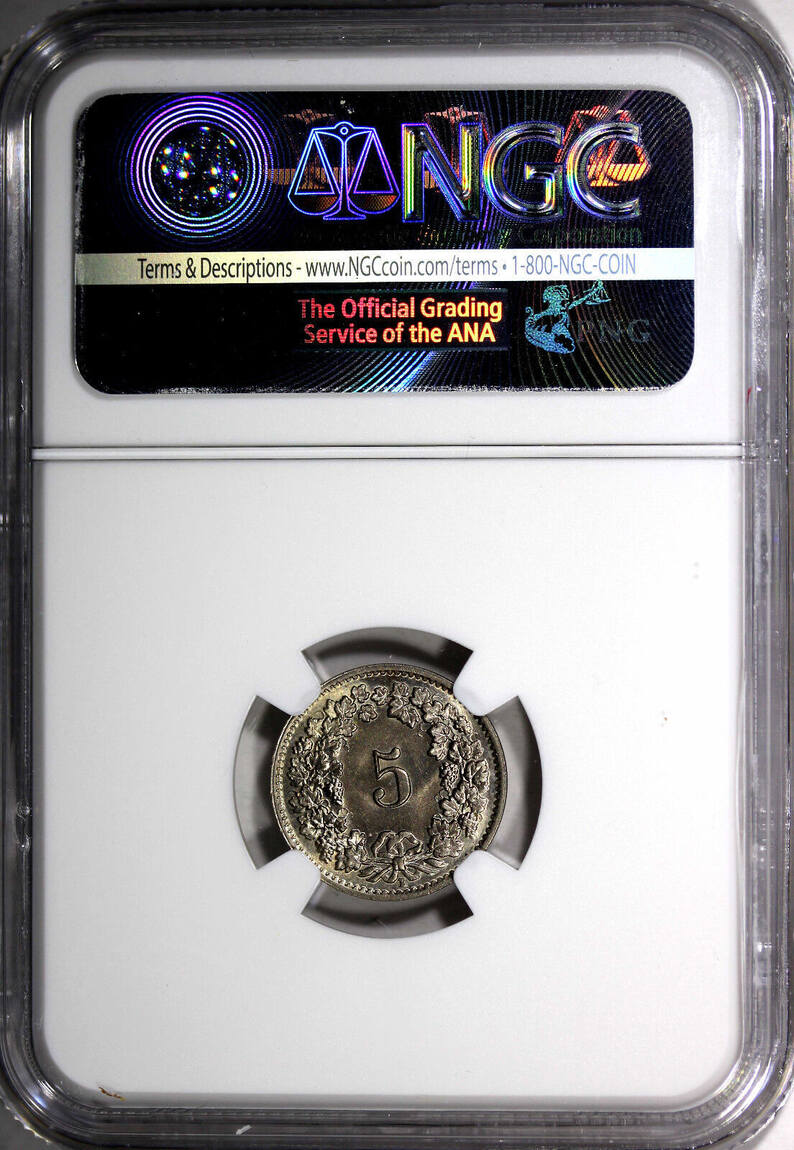 NGC
Corporation
Terms & Descriptions - www.NGCcoin.com/terms • 1-800-NGC-COIN
The Official Grading
Service of the ANA
PNG
5